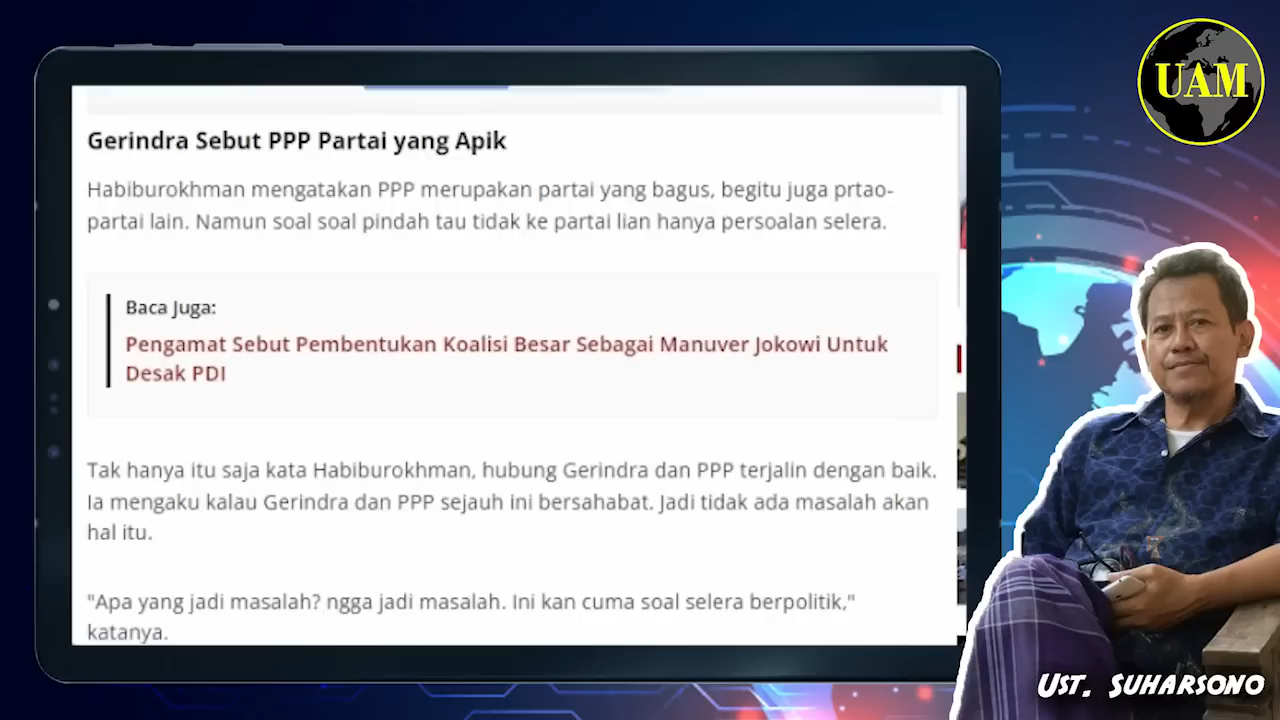 UAM
Gerindra Sebut PPP Partai yang Apik
Habiburokhman mengatakan PPP merupakan partai yang bagus, begitu juga prtao-
partai lain. Namun soal soal pindah tau tidak ke partai lian hanya persoalan selera.
Baca Juga:
Pengamat Sebut Pembentukan Koalisi Besar Sebagai Manuver Jokowi Untuk
Desak PDI
Tak hanya itu saja kata Habiburokhman, hubung Gerindra dan PPP terjalin dengan baik.
Ia mengaku kalau Gerindra dan PPP sejauh ini bersahabat. Jadi tidak ada masalah akan
hal itu.
"Apa yang jadi masalah? ngga jadi masalah. Ini kan cuma soal selera berpolitik,"
katanya.
Ust. Suharsono